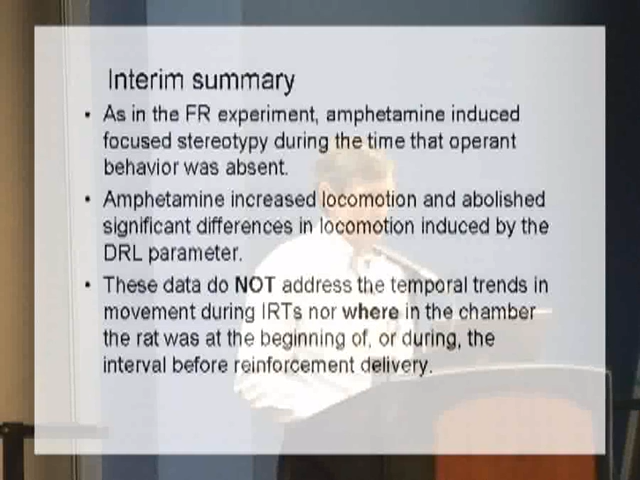 Interim summary
• As in the FR experiment, amphetamine induced
focused stereotypy during the time that operant
behavior was absent.
• Amphetamine increased locomotion and abolished
significant differences in locomotion induced by the
DRL parameter.
• These data do NOT address the temporal trends in
movement during IRTs nor where in the chamber
the rat was at the beginning of, or during, the
interval before reinforcement delivery.